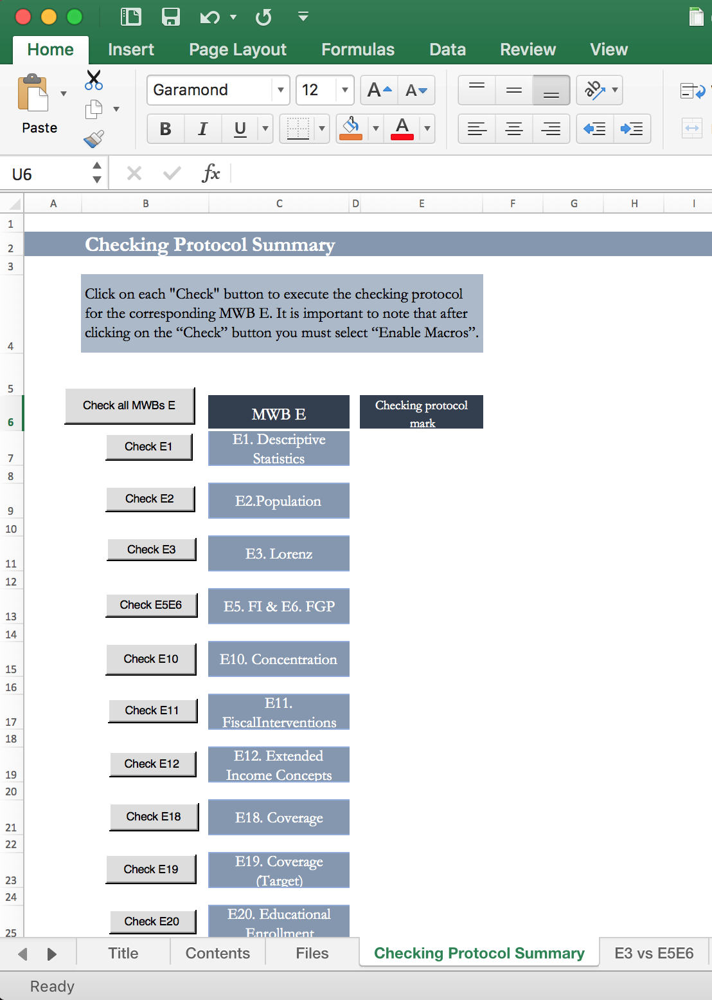 Home Insert Page Layout Formulas Data Review View
Paste
Garamond 12 A A ab
B I U A
U6 fx
A B C D E F G H I
1
2 Checking Protocol Summary
3
Click on each "Check" button to execute the checking protocol
for the corresponding MWB E. It is important to note that after
clicking on the “Check” button you must select “Enable Macros”.
4
5
Check all MWBs E MWB E Checking protocol
6 mark
Check E1 E1. Descriptive
7 Statistics
8
Check E2 E2.Population
9
10
Check E3 E3. Lorenz
11
12
Check E5E6 E5. FI & E6. FGP
13
14
Check E10 E10. Concentration
15
16
Check E11 E11.
17 FiscalInterventions
18
Check E12 E12. Extended
19 Income Concepts
20
Check E18 E18. Coverage
21
22
Check E19 E19. Coverage
23 (Target)
24
Check E20 E20. Educational
25 Enrollment
Title Contents Files Checking Protocol Summary E3 vs E5E6
Ready